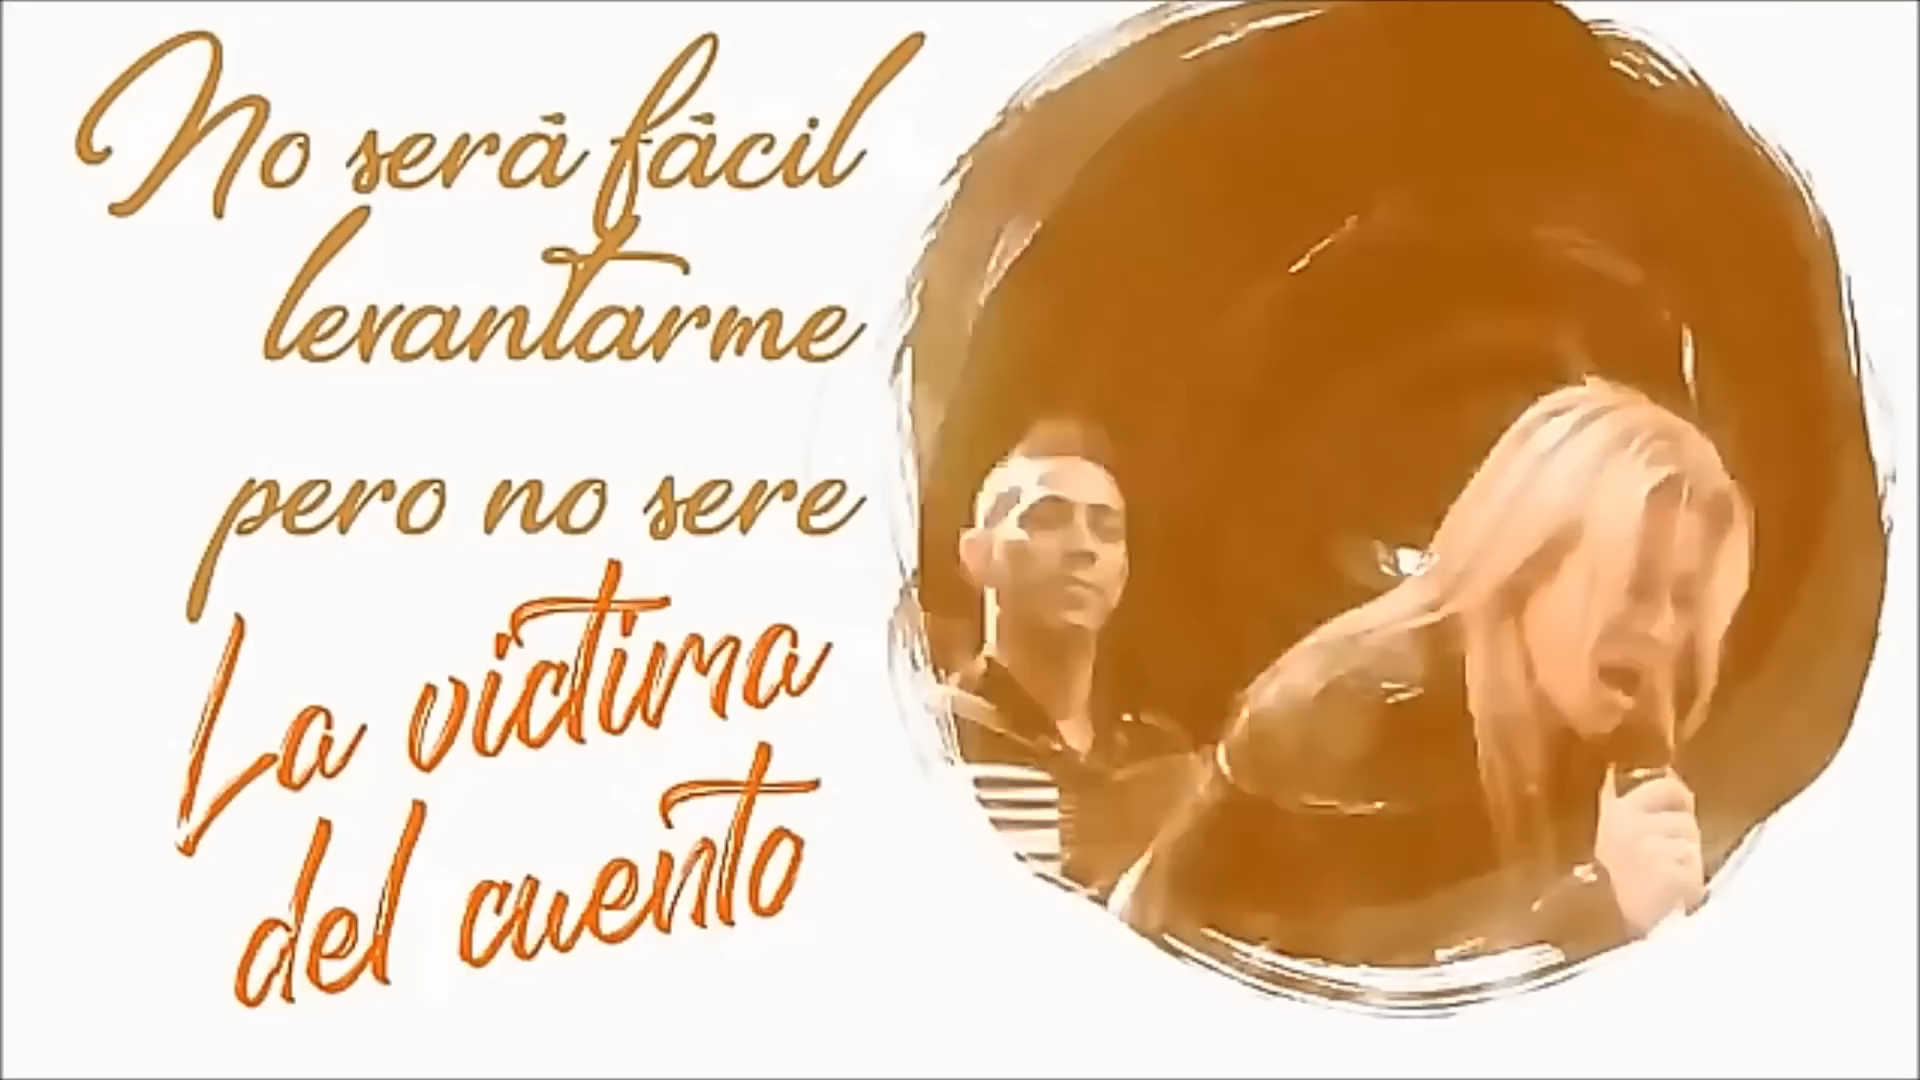 No será fácil
levantarme
pero no sere
La victima
del cuento